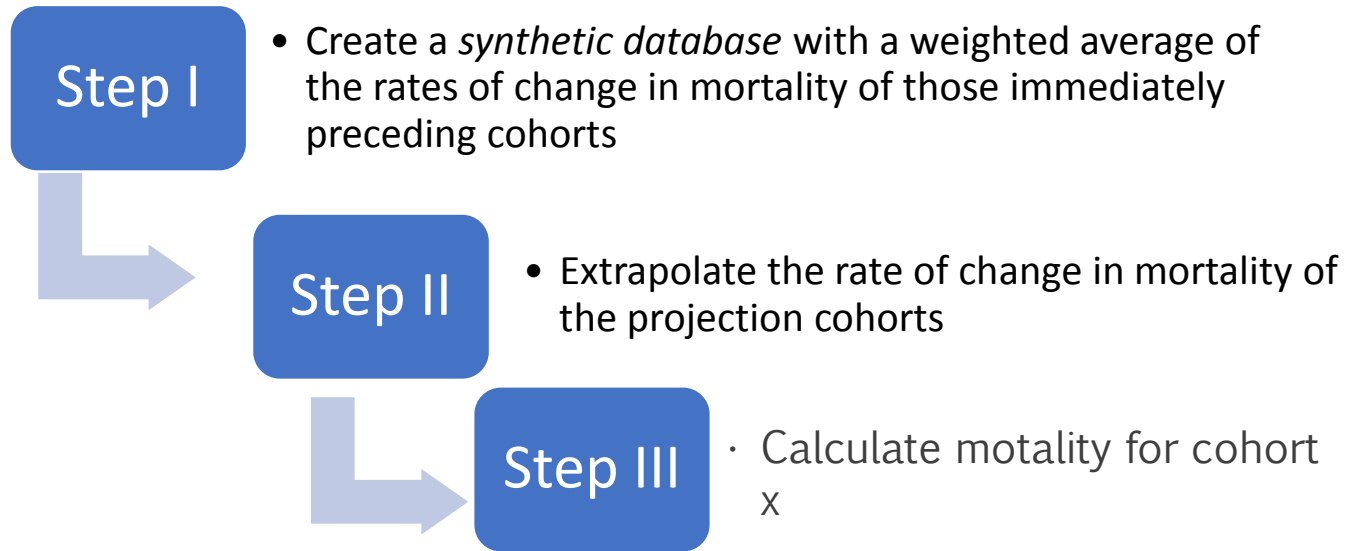 Step I
• Create a synthetic database with a weighted average of
the rates of change in mortality of those immediately
preceding cohorts
Step II
• Extrapolate the rate of change in mortality of
the projection cohorts
Step III
· Calculate motality for cohort
x